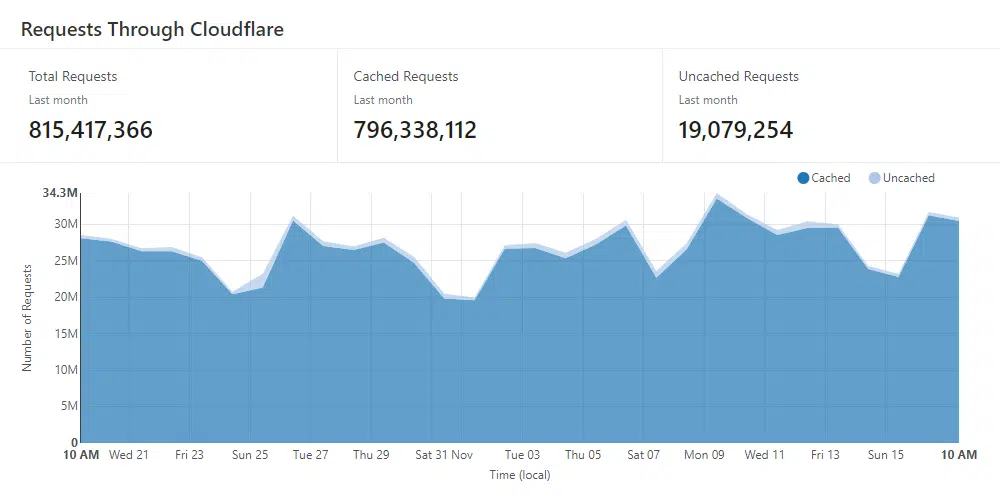 Requests Through Cloudflare
Total Requests
Last month
815,417,366
Cached Requests
Last month
796,338,112
Uncached Requests
Last month
19,079,254
Cached Uncached
34.3M
30M
25M
20M
15M
10M
5M
0
Number of Requests
10 AM Wed 21 Fri 23 Sun 25 Tue 27 Thu 29 Sat 31 Nov Tue 03 Thu 05 Sat 07 Mon 09 Wed 11 Fri 13 Sun 15 10 AM
Time (local)